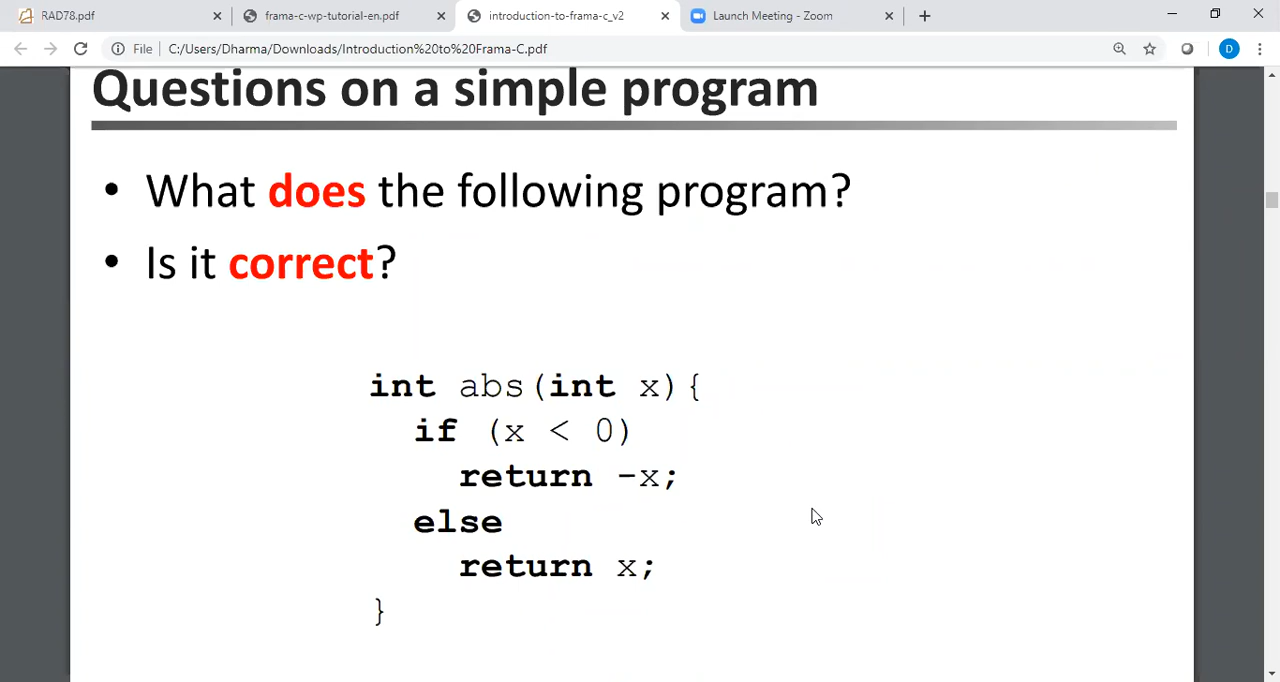 RAD78.pdf
frama-c-wp-tutorial-en.pdf
introduction-to-frama-c_v2
Launch Meeting - Zoom
File
C:/Users/Dharma/Downloads/Introduction%20to%20Frama-C.pdf
D
Questions on a simple program
• What does the following program?
• Is it correct?
int abs(int x){
if (x < 0)
return -x;
else
return x;
}